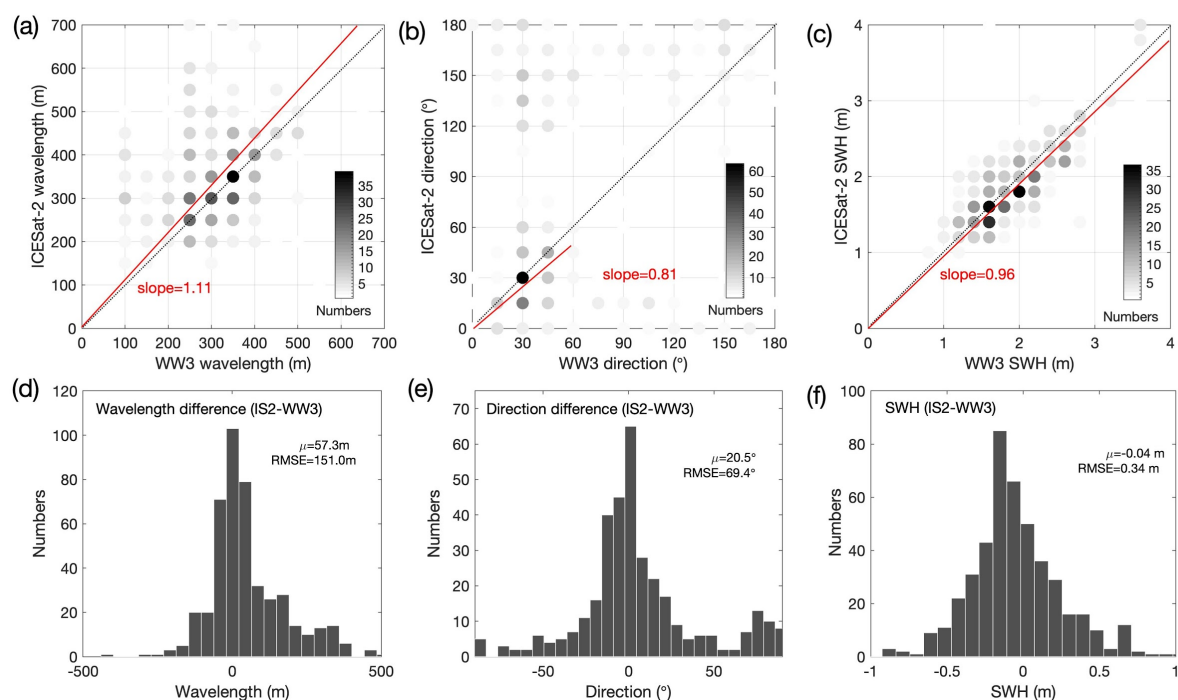 (a)
700
600
500
400
300
200
100
0
ICESat-2 wavelength (m)
0 100 200 300 400 500 600 700
WW3 wavelength (m)
slope=1.11
35
30
25
20
15
10
5
Numbers
(b)
180
150
120
90
60
30
0
ICESat-2 direction (°)
0 30 60 90 120 150 180
WW3 direction (°)
slope=0.81
60
50
40
30
20
10
Numbers
(c)
4
3
2
1
0
ICESat-2 SWH (m)
0 1 2 3 4
WW3 SWH (m)
slope=0.96
35
30
25
20
15
10
5
Numbers
(d)
120
100
80
60
40
20
0
Numbers
Wavelength difference (IS2-WW3)
μ=57.3m
RMSE=151.0m
-500 0 500
Wavelength (m)
(e)
70
60
50
40
30
20
10
0
Numbers
Direction difference (IS2-WW3)
μ=20.5°
RMSE=69.4°
-50 0 50
Direction (°)
(f)
100
80
60
40
20
0
Numbers
SWH (IS2-WW3)
μ=-0.04 m
RMSE=0.34 m
-1 -0.5 0 0.5 1
SWH (m)